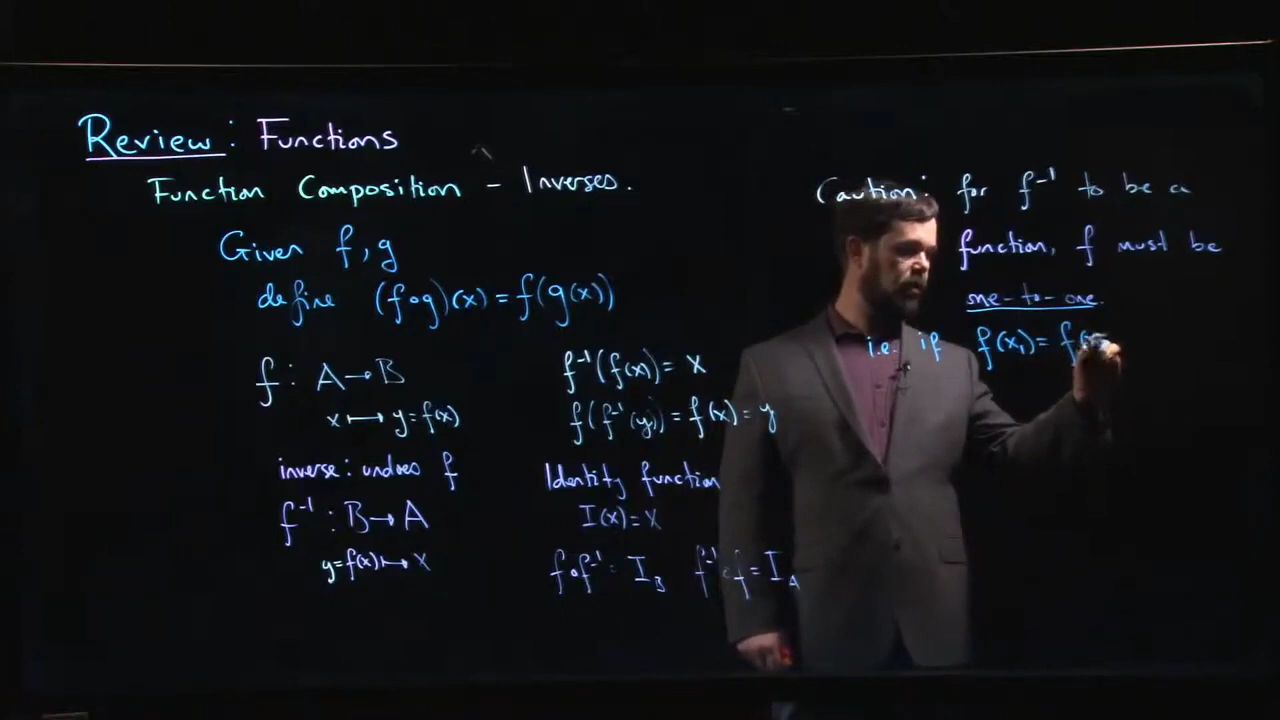 Review: Functions
Function Composition - Inverses.
Given f, g
define (f∘g)(x) = f(g(x))
f: A → B
x ↦ y = f(x)
inverse: undoes f
f⁻¹: B → A
y = f(x) ↦ x
f⁻¹(f(x)) = x
f(f⁻¹(y)) = f(x) = y
Identity function
I(x) = x
f∘f⁻¹ = I_B f⁻¹∘f = I_A
Caution: for f⁻¹ to be a
function, f must be
one-to-one.
i.e. if f(x₁) = f(x